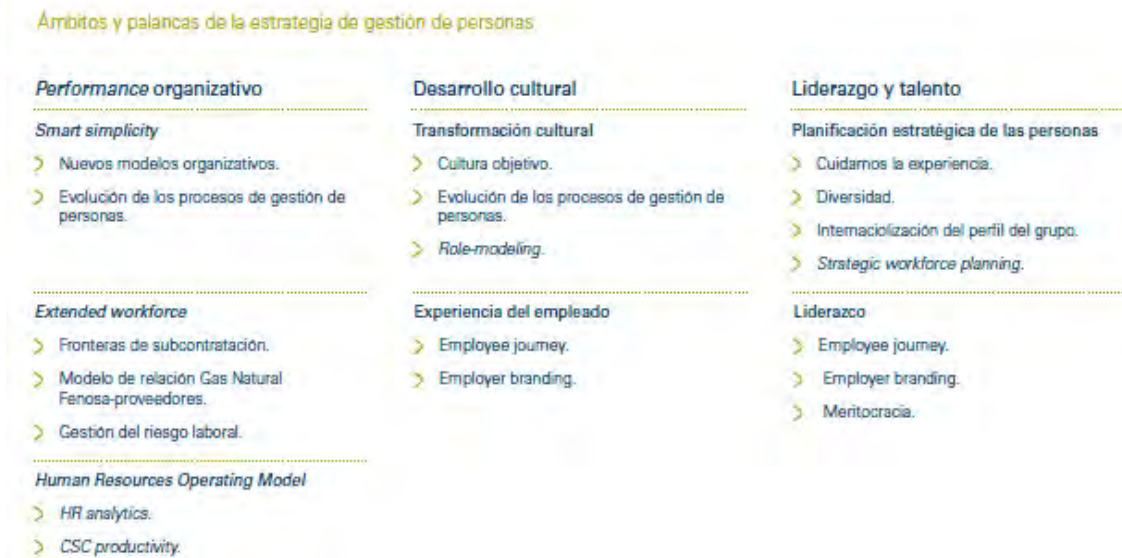 Ámbitos y palancas de la estrategia de gestión de personas
Performance organizativo
Smart simplicity
Nuevos modelos organizativos.
Evolución de los procesos de gestión de
personas.
Extended workforce
Fronteras de subcontratación.
Modelo de relación Gas Natural
Fenosa-proveedores.
Gestión del riesgo laboral.
Human Resources Operating Model
HR analytics.
CSC productivity.
Desarrollo cultural
Transformación cultural
Cultura objetivo.
Evolución de los procesos de gestión de
personas.
Role-modeling.
Experiencia del empleado
Employee journey.
Employer branding.
Liderazgo y talento
Planificación estratégica de las personas
Cuidamos la experiencia.
Diversidad.
Internaciolización del perfil del grupo.
Strategic workforce planning.
Liderazco
Employee journey.
Employer branding.
Meritocracia.